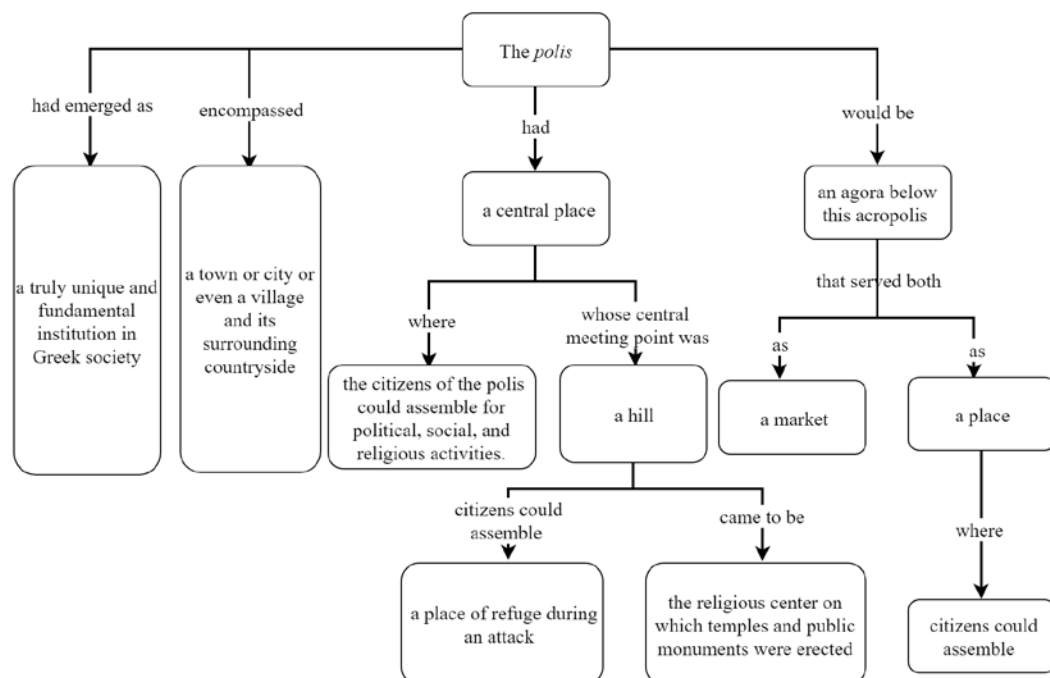 The polis
had emerged as
encompassed
had
would be
a truly unique and
fundamental
institution in
Greek society
a town or city or
even a village
and its
surrounding
countryside
a central place
an agora below
this acropolis
where
whose central
meeting point was
that served both
as
as
the citizens of the polis
could assemble for
political, social, and
religious activities.
a hill
a market
a place
citizens could
assemble
came to be
where
a place of refuge during
an attack
the religious center on
which temples and public
monuments were erected
citizens could
assemble